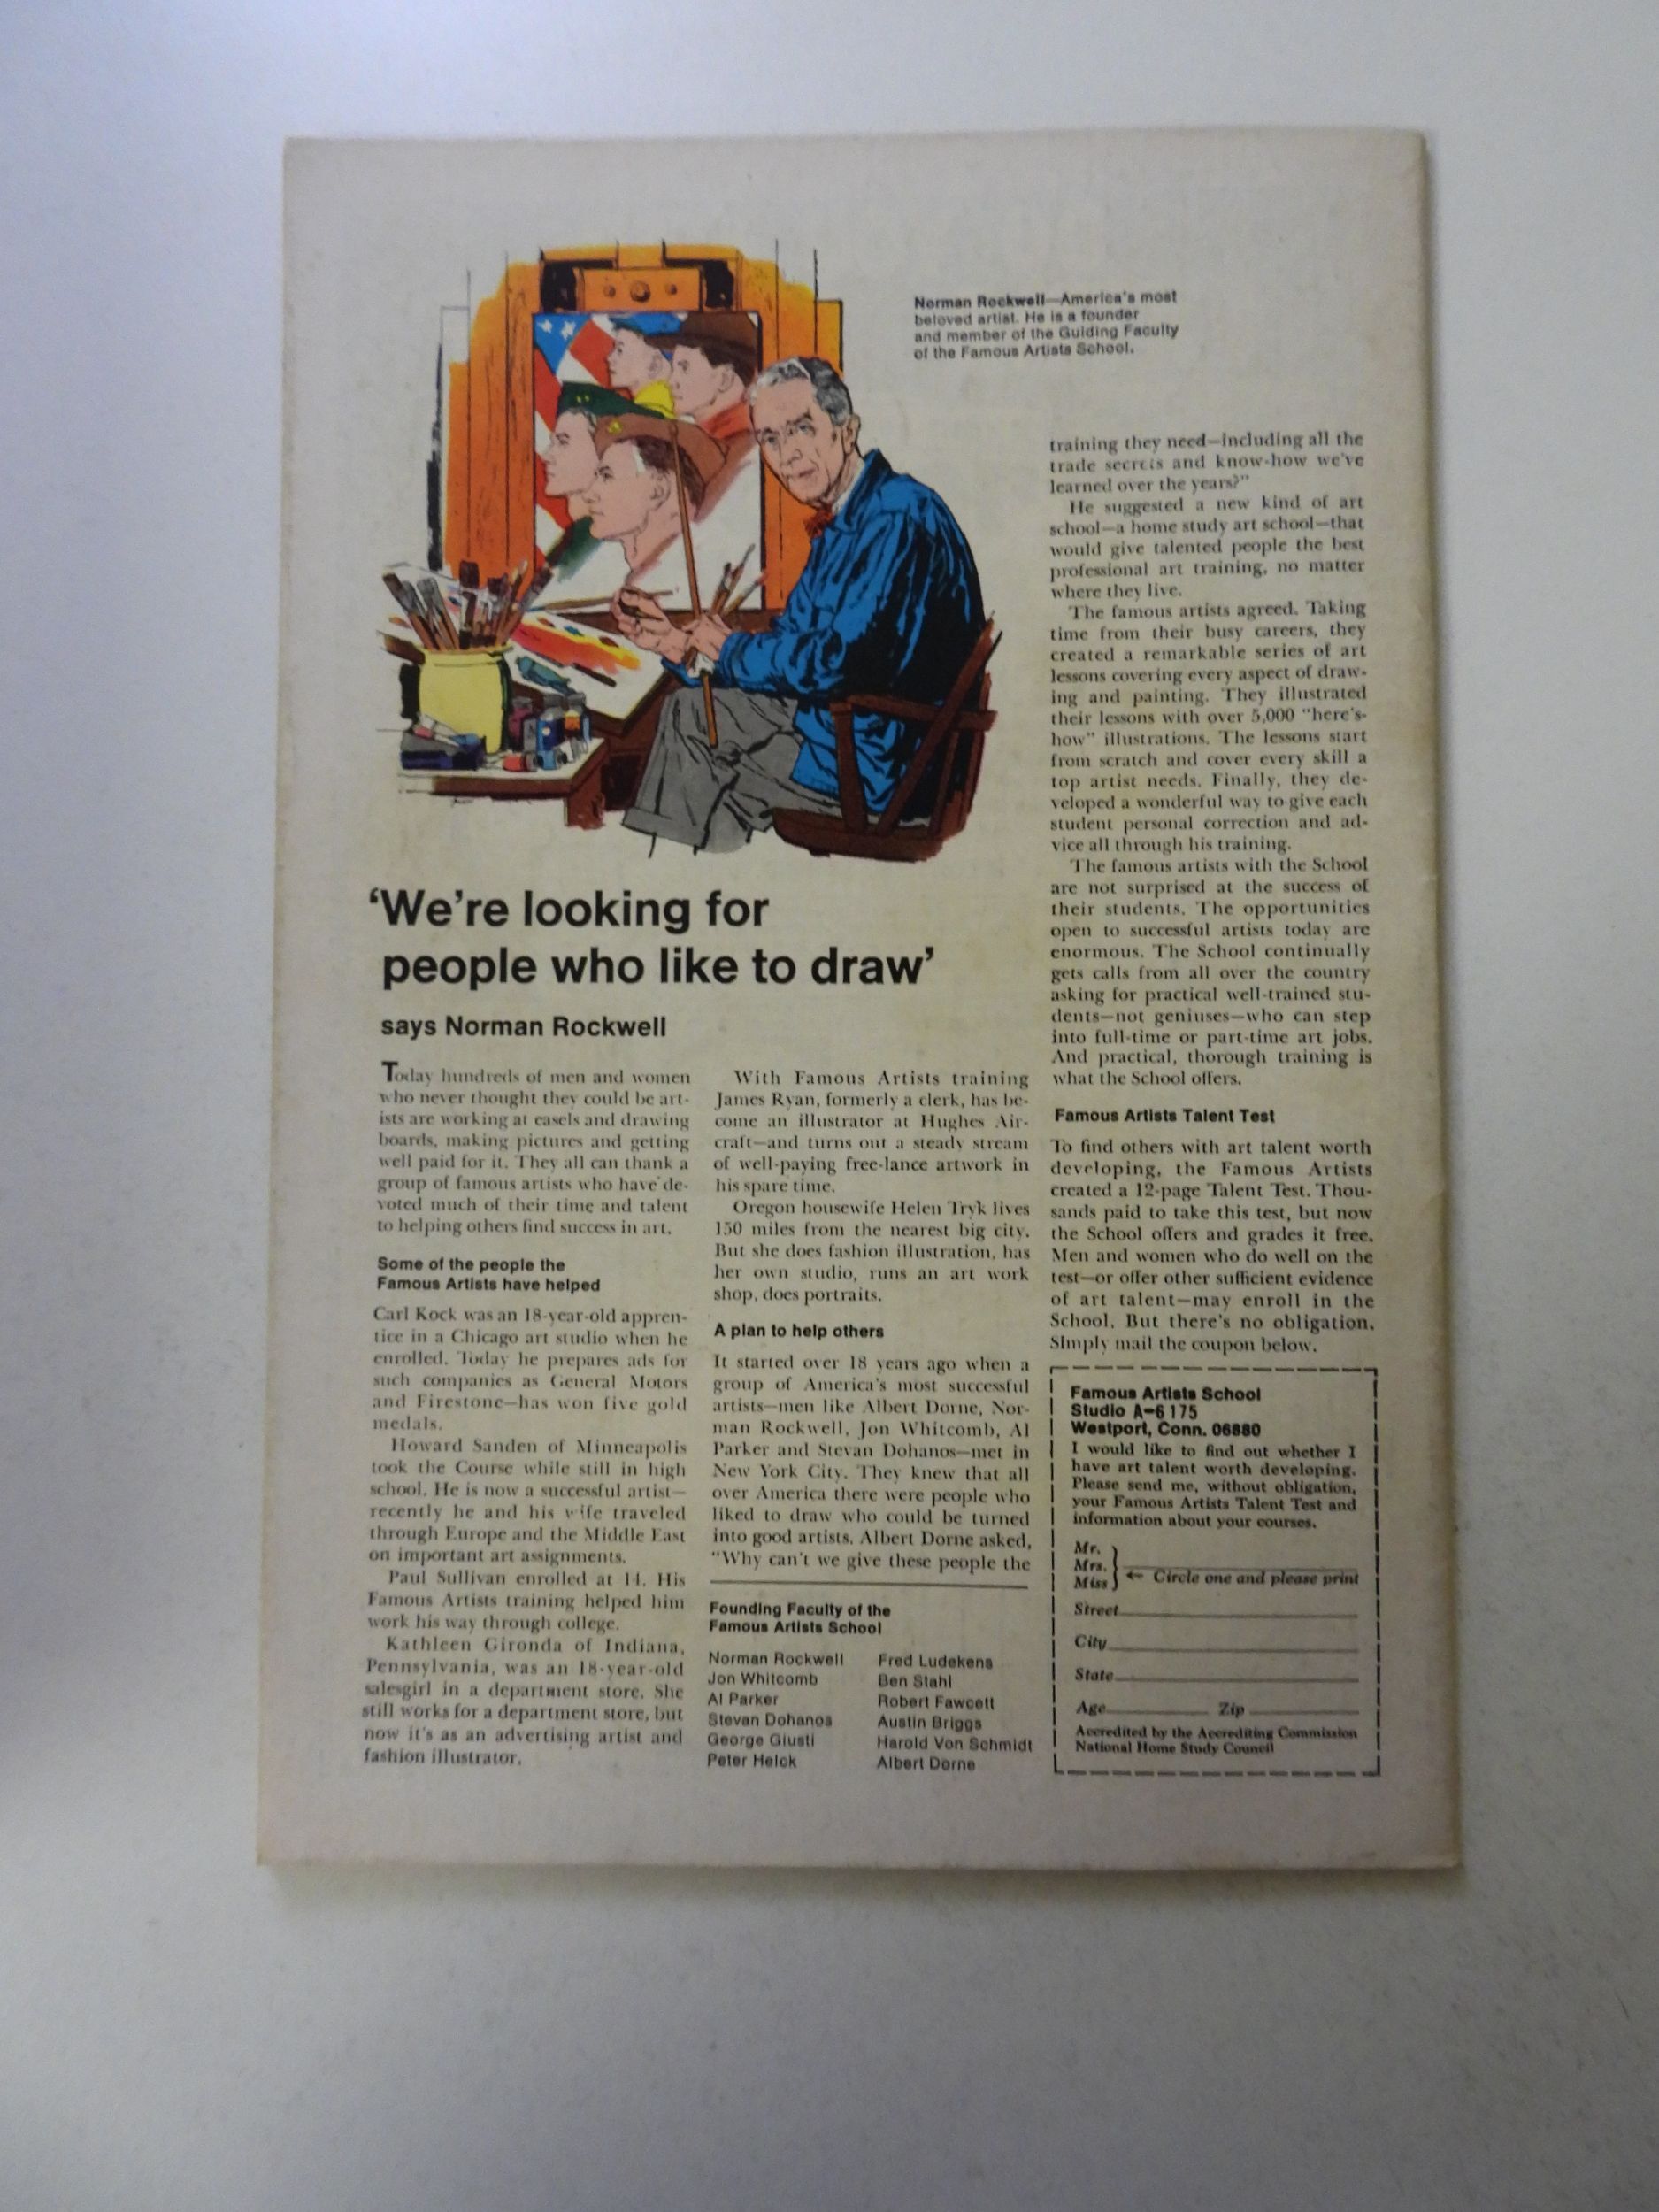 Norman Rockwell—America's most
beloved artist. He is a founder
and member of the Guiding Faculty
of the Famous Artists School.
'We're looking for
people who like to draw'
says Norman Rockwell
Today hundreds of men and women
who never thought they could be art-
ists are working at easels and drawing
boards, making pictures and getting
well paid for it. They all can thank a
group of famous artists who have de-
voted much of their time and talent
to helping others find success in art.
Some of the people the
Famous Artists have helped
Carl Kock was an 18-year-old appren-
tice in a Chicago art studio when he
enrolled. Today he prepares ads for
such companies as General Motors
and Firestone—has won five gold
medals.
Howard Sanden of Minneapolis
took the Course while still in high
school. He is now a successful artist—
recently he and his wife traveled
through Europe and the Middle East
on important art assignments.
Paul Sullivan enrolled at 14. His
Famous Artists training helped him
work his way through college.
Kathleen Gironda of Indiana,
Pennsylvania, was an 18-year-old
salesgirl in a department store. She
still works for a department store, but
now it's as an advertising artist and
fashion illustrator.
With Famous Artists training
James Ryan, formerly a clerk, has be-
come an illustrator at Hughes Air-
craft—and turns out a steady stream
of well-paying free-lance artwork in
his spare time.
Oregon housewife Helen Tryk lives
150 miles from the nearest big city.
But she does fashion illustration, has
her own studio, runs an art work
shop, does portraits.
A plan to help others
It started over 18 years ago when a
group of America's most successful
artists—men like Albert Dorne, Nor-
man Rockwell, Jon Whitcomb, Al
Parker and Stevan Dohanos—met in
New York City. They knew that all
over America there were people who
liked to draw who could be turned
into good artists. Albert Dorne asked,
"Why can't we give these people the
training they need—including all the
trade secrets and know-how we've
learned over the years?"
He suggested a new kind of art
school—a home study art school—that
would give talented people the best
professional art training, no matter
where they live.
The famous artists agreed. Taking
time from their busy careers, they
created a remarkable series of art
lessons covering every aspect of draw-
ing and painting. They illustrated
their lessons with over 5,000 "here's-
how" illustrations. The lessons start
from scratch and cover every skill a
top artist needs. Finally, they de-
veloped a wonderful way to give each
student personal correction and ad-
vice all through his training.
The famous artists with the School
are not surprised at the success of
their students. The opportunities
open to successful artists today are
enormous. The School continually
gets calls from all over the country
asking for practical well-trained stu-
dents—not geniuses—who can step
into full-time or part-time art jobs.
And practical, thorough training is
what the School offers.
Famous Artists Talent Test
To find others with art talent worth
developing, the Famous Artists
created a 12-page Talent Test. Thou-
sands paid to take this test, but now
the School offers and grades it free.
Men and women who do well on the
test—or offer other sufficient evidence
of art talent—may enroll in the
School. But there's no obligation.
Simply mail the coupon below.
Founding Faculty of the
Famous Artists School
Norman Rockwell
Jon Whitcomb
Al Parker
Stevan Dohanos
George Giusti
Peter Helck
Fred Ludekens
Ben Stahl
Robert Fawcett
Austin Briggs
Harold Von Schmidt
Albert Dorne
Famous Artists School
Studio A-6175
Westport, Conn. 06880
I would like to find out whether I
have art talent worth developing.
Please send me, without obligation,
your Famous Artists Talent Test and
information about your courses.
Mr.
Mrs.
Miss
← Circle one and please print
Street
City
State
Age Zip
Accredited by the Accrediting Commission
National Home Study Council